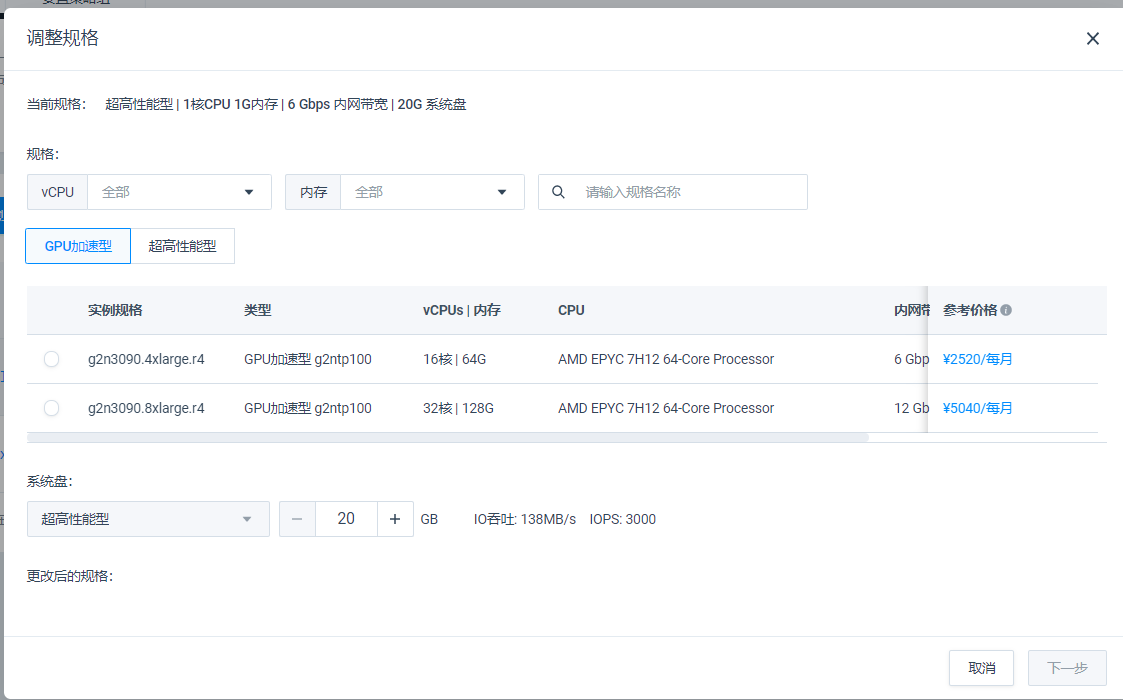 调整规格
当前规格： 超高性能型 | 1核CPU 1G内存 | 6 Gbps 内网带宽 | 20G 系统盘
规格：
vCPU 全部 内存 全部 请输入规格名称
GPU加速型 超高性能型
实例规格 类型 vCPUs | 内存 CPU 内网带 参考价格
g2n3090.4xlarge.r4 GPU加速型 g2ntp100 16核 | 64G AMD EPYC 7H12 64-Core Processor 6 Gbp ¥2520/每月
g2n3090.8xlarge.r4 GPU加速型 g2ntp100 32核 | 128G AMD EPYC 7H12 64-Core Processor 12 Gb ¥5040/每月
系统盘：
超高性能型 − 20 + GB IO吞吐: 138MB/s IOPS: 3000
更改后的规格：
取消 下一步